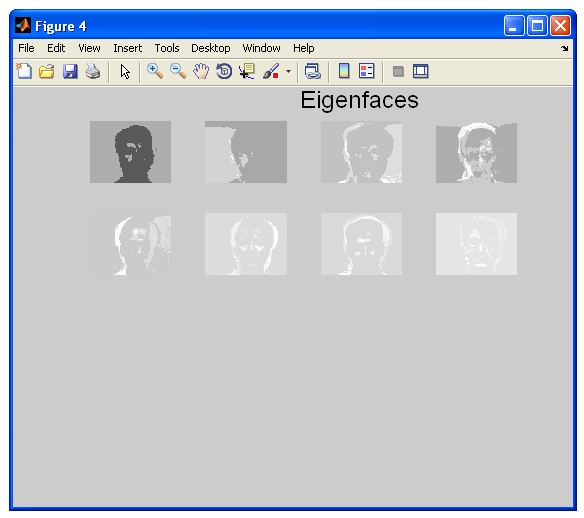 Figure 4
File Edit View Insert Tools Desktop Window Help
Eigenfaces